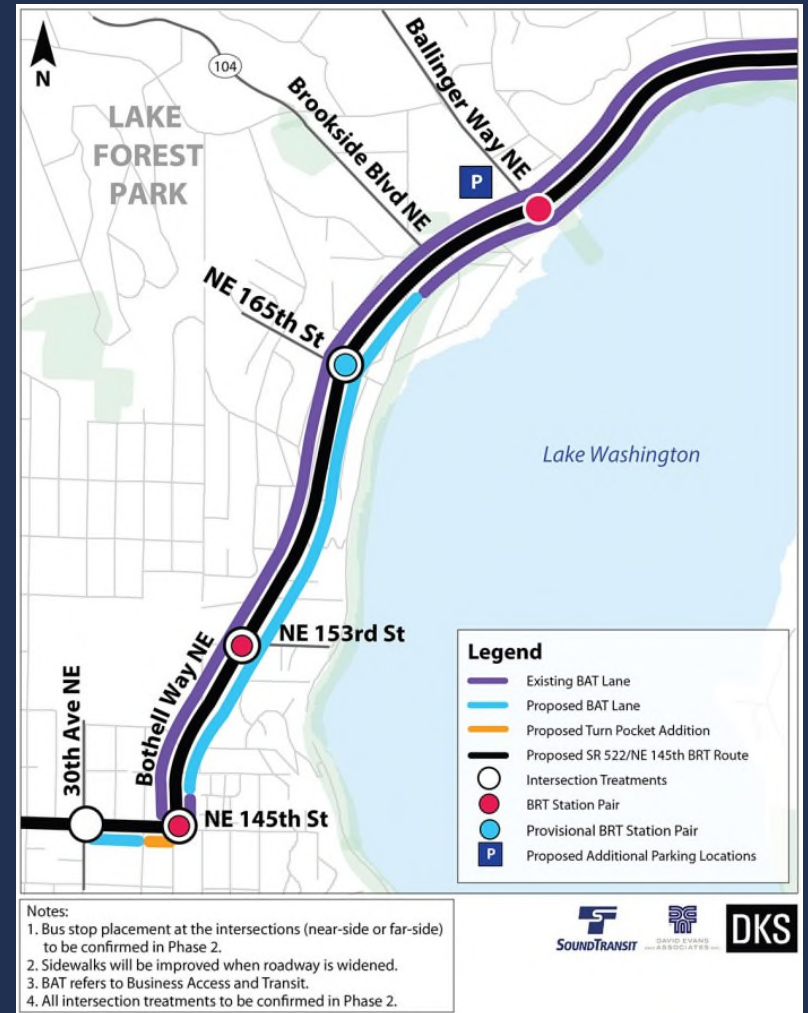 N
104
LAKE
FOREST
PARK
Ballinger Way NE
Brookside Blvd NE
P
NE 165th St
Lake Washington
NE 153rd St
Bothell Way NE
30th Ave NE
NE 145th St
Legend
Existing BAT Lane
Proposed BAT Lane
Proposed Turn Pocket Addition
Proposed SR 522/NE 145th BRT Route
Intersection Treatments
BRT Station Pair
Provisional BRT Station Pair
P Proposed Additional Parking Locations
Notes:
1. Bus stop placement at the intersections (near-side or far-side)
to be confirmed in Phase 2.
2. Sidewalks will be improved when roadway is widened.
3. BAT refers to Business Access and Transit.
4. All intersection treatments to be confirmed in Phase 2.
SOUNDTRANSIT
DAVID EVANS
AND ASSOCIATES INC.
DKS